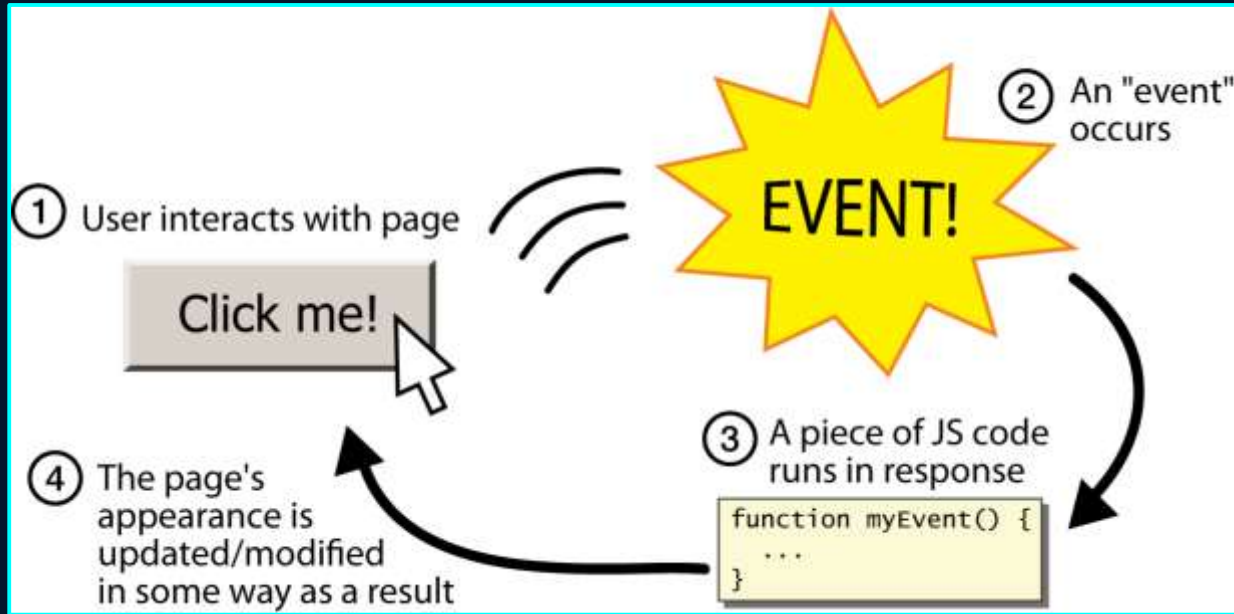 1 User interacts with page
Click me!
EVENT!
2 An "event"
occurs
3 A piece of JS code
runs in response
function myEvent() {
...
}
4 The page's
appearance is
updated/modified
in some way as a result